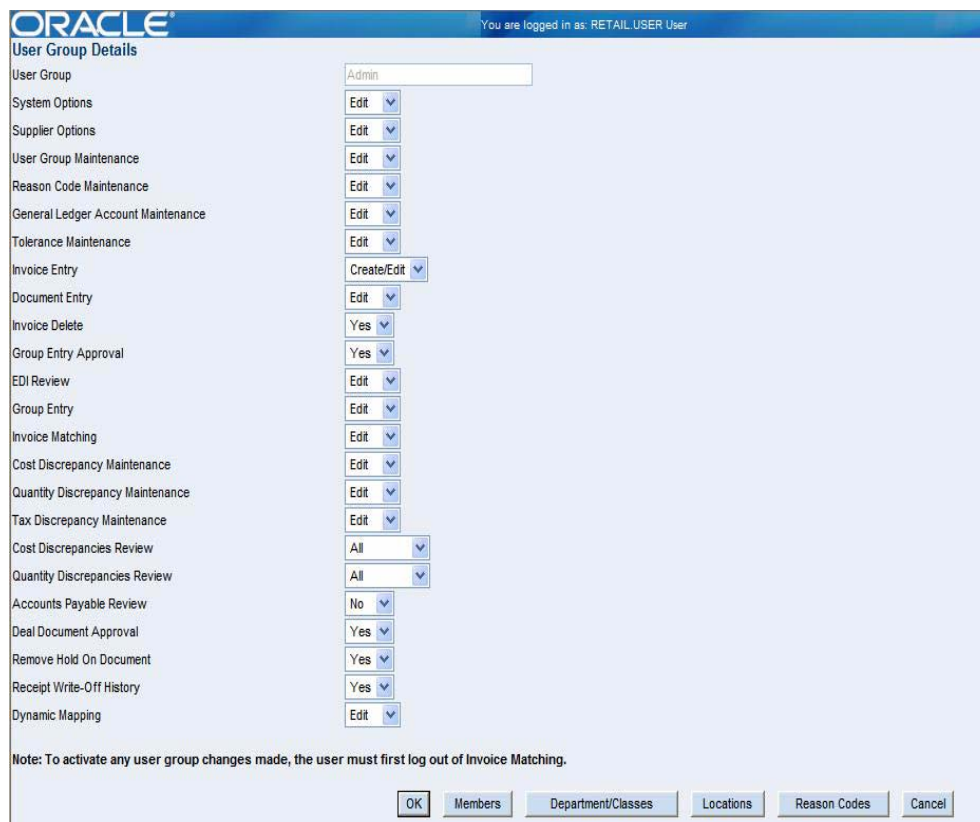 ORACLE
You are logged in as: RETAIL.USER User
User Group Details
User Group Admin
System Options Edit
Supplier Options Edit
User Group Maintenance Edit
Reason Code Maintenance Edit
General Ledger Account Maintenance Edit
Tolerance Maintenance Edit
Invoice Entry Create/Edit
Document Entry Edit
Invoice Delete Yes
Group Entry Approval Yes
EDI Review Edit
Group Entry Edit
Invoice Matching Edit
Cost Discrepancy Maintenance Edit
Quantity Discrepancy Maintenance Edit
Tax Discrepancy Maintenance Edit
Cost Discrepancies Review All
Quantity Discrepancies Review All
Accounts Payable Review No
Deal Document Approval Yes
Remove Hold On Document Yes
Receipt Write-Off History Yes
Dynamic Mapping Edit
Note: To activate any user group changes made, the user must first log out of Invoice Matching.
OK Members Department/Classes Locations Reason Codes Cancel